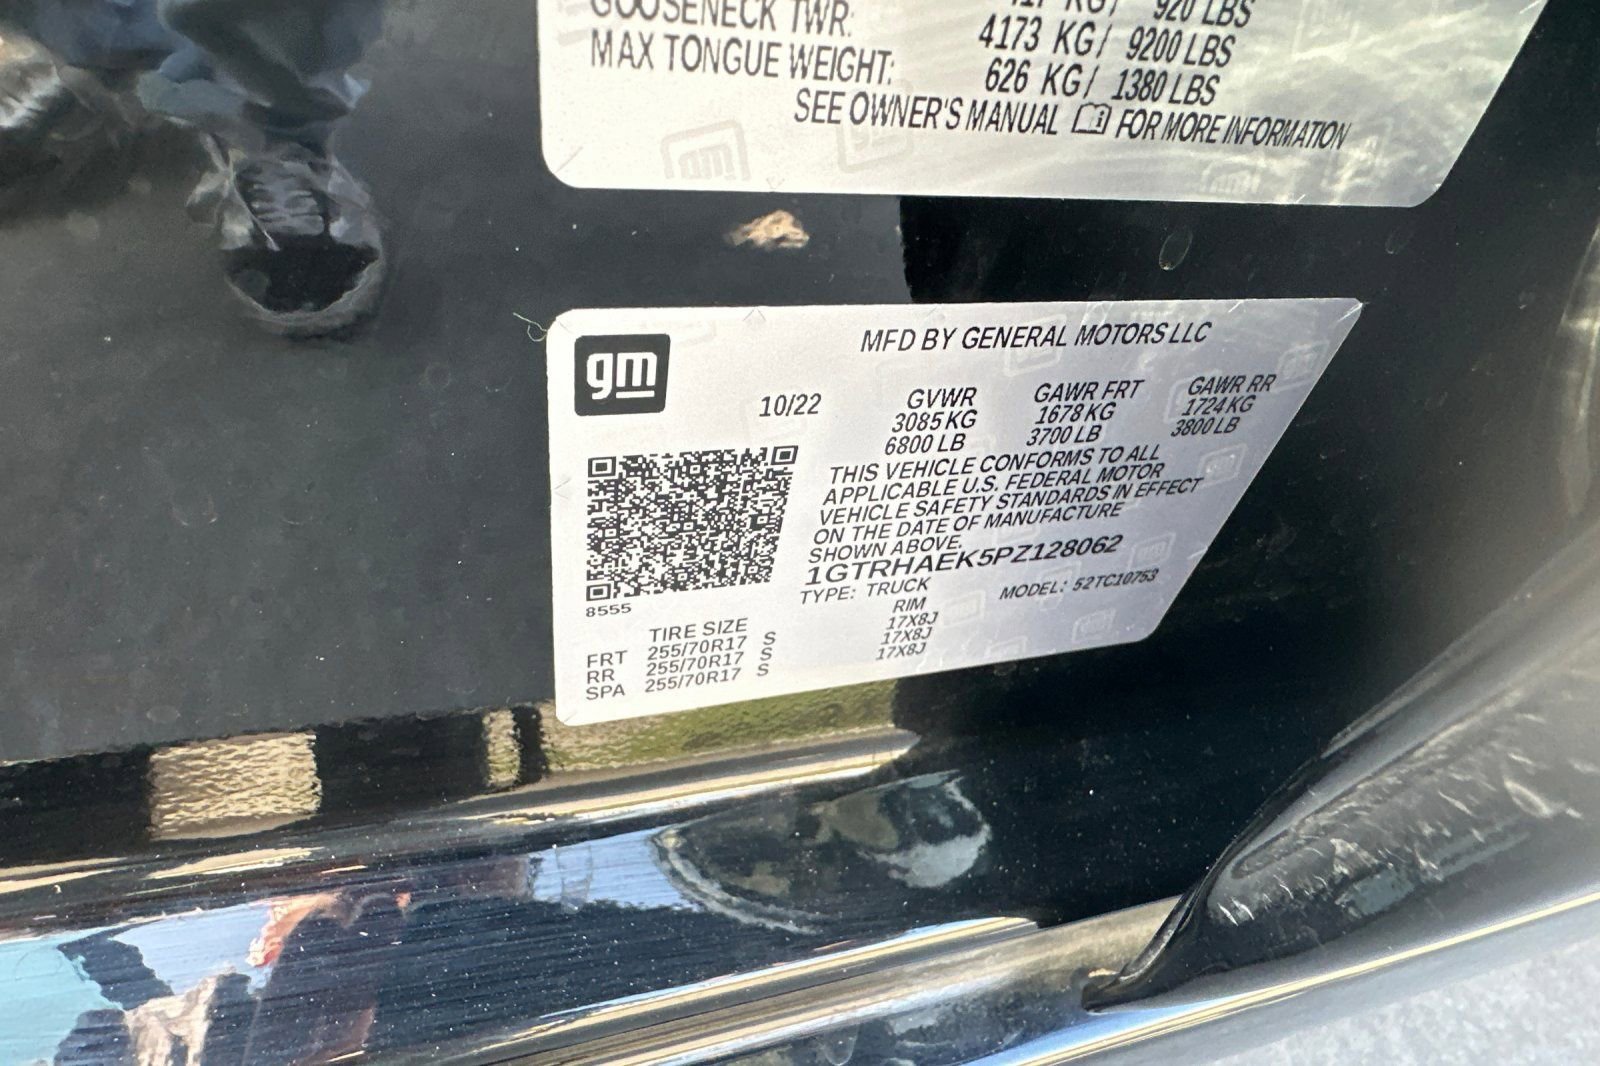 920 LBS
GOOSENECK TWR: 4173 KG/ 9200 LBS
MAX TONGUE WEIGHT: 626 KG/ 1380 LBS
SEE OWNER'S MANUAL FOR MORE INFORMATION
gm
MFD BY GENERAL MOTORS LLC
10/22
GVWR GAWR FRT GAWR RR
3085 KG 1678 KG 1724 KG
6800 LB 3700 LB 3800 LB
THIS VEHICLE CONFORMS TO ALL
APPLICABLE U.S. FEDERAL MOTOR
VEHICLE SAFETY STANDARDS IN EFFECT
ON THE DATE OF MANUFACTURE
SHOWN ABOVE.
1GTRHAEK5PZ128062
TYPE: TRUCK MODEL: 52TC10753
8555
TIRE SIZE RIM
FRT 255/70R17 S 17X8J
RR 255/70R17 S 17X8J
SPA 255/70R17 S 17X8J